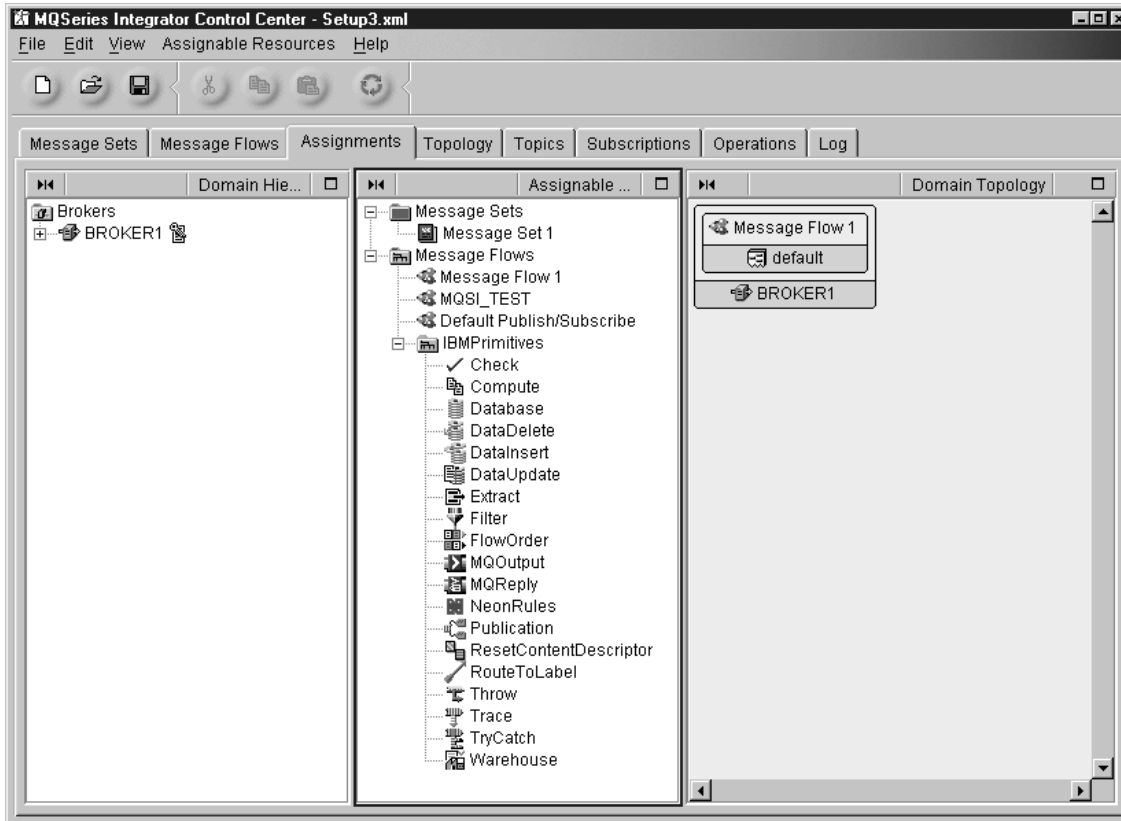 MQSeries Integrator Control Center - Setup3.xml
File Edit View Assignable Resources Help
Message Sets Message Flows Assignments Topology Topics Subscriptions Operations Log
Domain Hie... Assignable ... Domain Topology
Brokers
BROKER1
Message Sets
Message Set 1
Message Flows
Message Flow 1
MQSI_TEST
Default Publish/Subscribe
IBMPrimitives
Check
Compute
Database
DataDelete
DataInsert
DataUpdate
Extract
Filter
FlowOrder
MQOutput
MQReply
NeonRules
Publication
ResetContentDescriptor
RouteToLabel
Throw
Trace
TryCatch
Warehouse
Message Flow 1
default
BROKER1